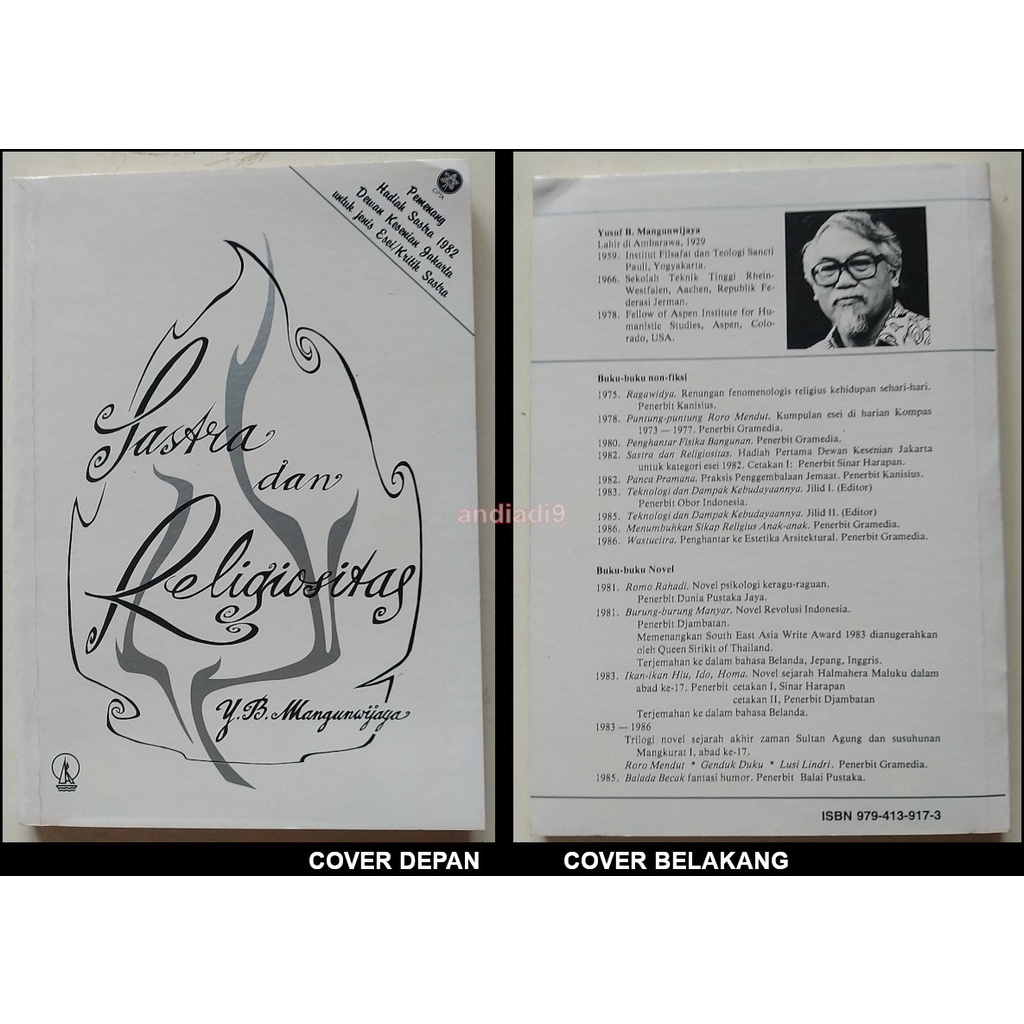 Pemenang
Hadiah Sastra 1982
Dewan Kesenian Jakarta
untuk jenis Esei/Kritik Sastra
CIPTA
Sastra
dan
Religiositas
Y.B. Mangunwijaya
COVER DEPAN
andiadi9
Yusuf B. Mangunwijaya
Lahir di Ambarawa, 1929
1959. Institut Filsafat dan Teologi Sancti
Pauli, Yogyakarta.
1966. Sekolah Teknik Tinggi Rhein-
Westfalen, Aachen, Republik Fe-
derasi Jerman.
1978. Fellow of Aspen Institute for Hu-
manistic Studies, Aspen, Colo-
rado, USA.
Buku-buku non-fiksi
1975. Ragawidya. Renungan fenomenologis religius kehidupan sehari-hari.
Penerbit Kanisius.
1978. Puntung-puntung Roro Mendut. Kumpulan esei di harian Kompas
1973 — 1977. Penerbit Gramedia.
1980. Penghantar Fisika Bangunan. Penerbit Gramedia.
1982. Sastra dan Religiositas. Hadiah Pertama Dewan Kesenian Jakarta
untuk kategori esei 1982. Cetakan I: Penerbit Sinar Harapan.
1982. Panca Pramana. Praksis Penggembalaan Jemaat. Penerbit Kanisius.
1983. Teknologi dan Dampak Kebudayaannya. Jilid I. (Editor)
Penerbit Obor Indonesia.
1985. Teknologi dan Dampak Kebudayaannya. Jilid II. (Editor)
1986. Menumbuhkan Sikap Religius Anak-anak. Penerbit Gramedia.
1986. Wastucitra. Penghantar ke Estetika Arsitektural. Penerbit Gramedia.
Buku-buku Novel
1981. Romo Rahadi. Novel psikologi keragu-raguan.
Penerbit Dunia Pustaka Jaya.
1981. Burung-burung Manyar. Novel Revolusi Indonesia.
Penerbit Djambatan.
Memenangkan South East Asia Write Award 1983 dianugerahkan
oleh Queen Sirikit of Thailand.
Terjemahan ke dalam bahasa Belanda, Jepang, Inggris.
1983. Ikan-ikan Hiu, Ido, Homa. Novel sejarah Halmahera Maluku dalam
abad ke-17. Penerbit cetakan I, Sinar Harapan
cetakan II, Penerbit Djambatan
Terjemahan ke dalam bahasa Belanda.
1983 — 1986
Trilogi novel sejarah akhir zaman Sultan Agung dan susuhunan
Mangkurat I, abad ke-17.
Roro Mendut * Genduk Duku * Lusi Lindri. Penerbit Gramedia.
1985. Balada Becak fantasi humor. Penerbit Balai Pustaka.
ISBN 979-413-917-3
COVER BELAKANG